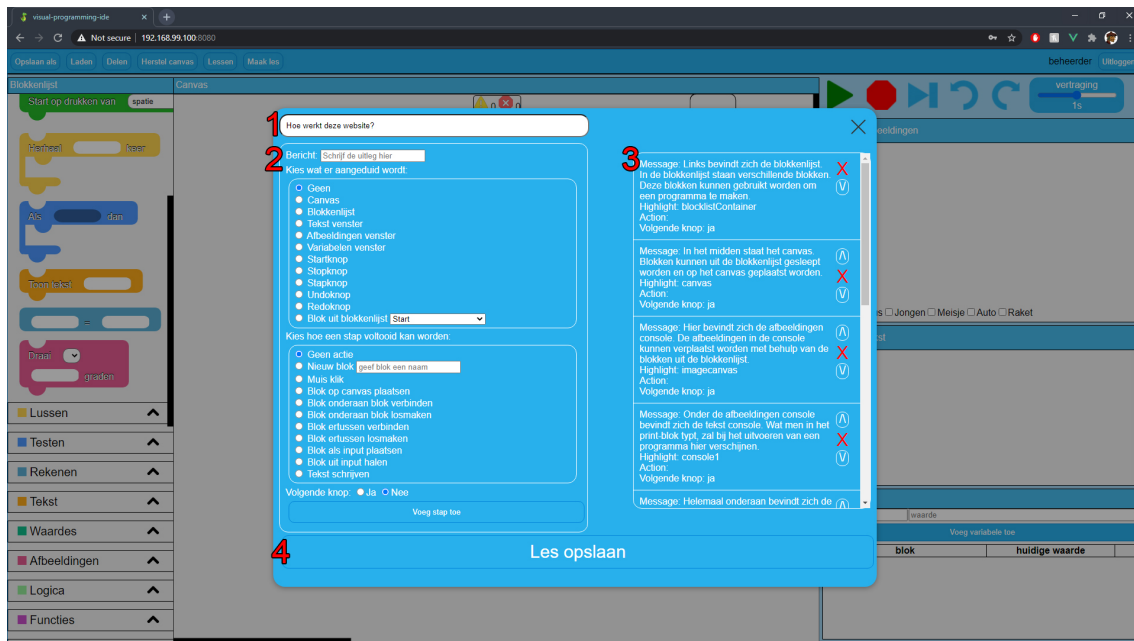 visual-programming-ide
Not secure 192.168.99.100:8080
Opslaan als Laden Delen Herstel canvas Lessen Maak les
beheerder Uitloggen
Blokkenlijst Canvas
Start op drukken van spatie
vertraging
1s
Herhaal keer
Als dan
Toon tekst
=
Draai
graden
Lussen
Testen
Rekenen
Tekst
Waardes
Afbeeldingen
Logica
Functies
1
Hoe werkt deze website?
2
Bericht: Schrijf de uitleg hier
Kies wat er aangeduid wordt:
Geen
Canvas
Blokkenlijst
Tekst venster
Afbeeldingen venster
Variabelen venster
Startknop
Stopknop
Stapknop
Undoknop
Redoknop
Blok uit blokkenlijst Start
Kies hoe een stap voltooid kan worden:
Geen actie
Nieuw blok geef blok een naam
Muis klik
Blok op canvas plaatsen
Blok onderaan blok verbinden
Blok onderaan blok losmaken
Blok ertussen verbinden
Blok ertussen losmaken
Blok als input plaatsen
Blok uit input halen
Tekst schrijven
Volgende knop: Ja Nee
Voeg stap toe
3
Message: Links bevindt zich de blokkenlijst.
In de blokkenlijst staan verschillende blokken.
Deze blokken kunnen gebruikt worden om
een programma te maken.
Highlight: blocklistContainer
Action:
Volgende knop: ja
Message: In het midden staat het canvas.
Blokken kunnen uit de blokkenlijst gesleept
worden en op het canvas geplaatst worden.
Highlight: canvas
Action:
Volgende knop: ja
Message: Hier bevindt zich de afbeeldingen
console. De afbeeldingen in de console
kunnen verplaatst worden met behulp van de
blokken uit de blokkenlijst.
Highlight: imagecanvas
Action:
Volgende knop: ja
Message: Onder de afbeeldingen console
bevindt zich de tekst console. Wat men in het
print-blok typt, zal bij het uitvoeren van een
programma hier verschijnen.
Highlight: console1
Action:
Volgende knop: ja
Message: Helemaal onderaan bevindt zich de
4
Les opslaan
Jongen Meisje Auto Raket
waarde
Voeg variabele toe
blok huidige waarde